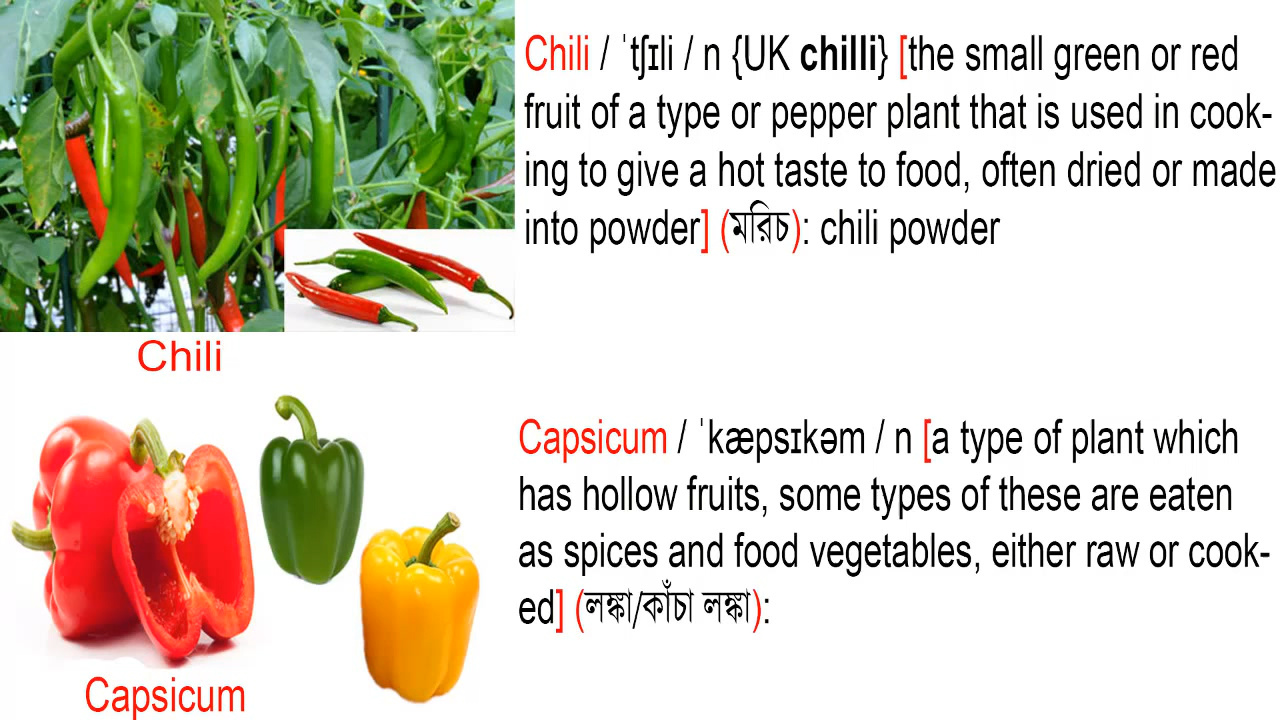 Chili / ˈtʃɪli / n {UK chilli} [the small green or red
fruit of a type or pepper plant that is used in cook-
ing to give a hot taste to food, often dried or made
into powder] (মরিচ): chili powder
Chili
Capsicum / ˈkæpsɪkəm / n [a type of plant which
has hollow fruits, some types of these are eaten
as spices and food vegetables, either raw or cook-
ed] (লঙ্কা/কাঁচা লঙ্কা):
Capsicum